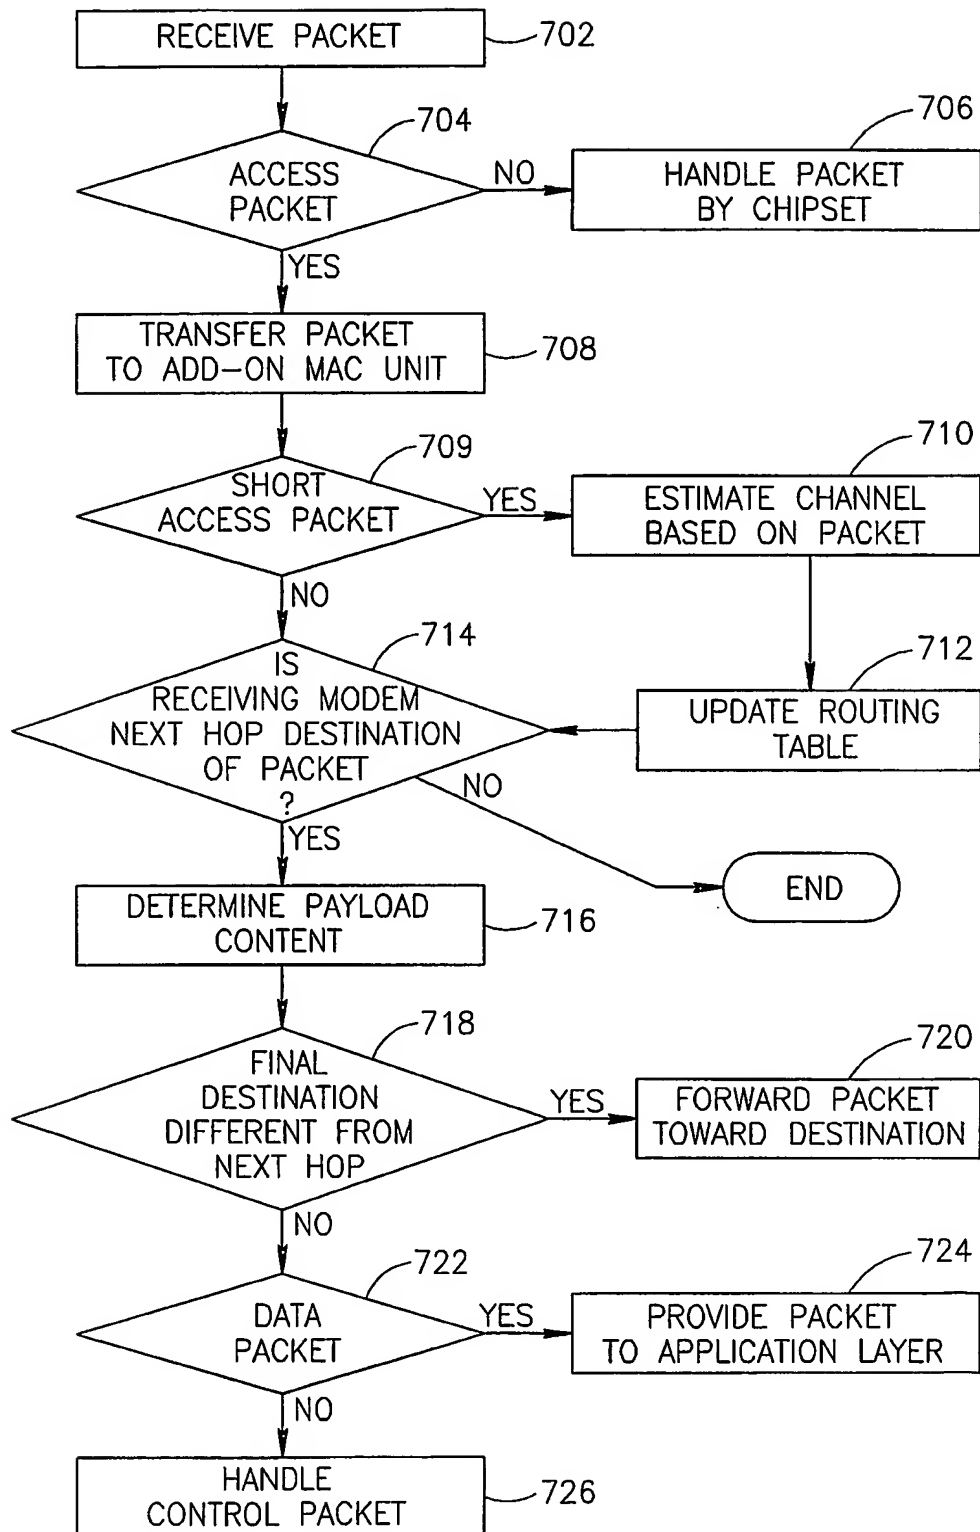 RECEIVE PACKET
702
704
ACCESS
PACKET
NO
706
HANDLE PACKET
BY CHIPSET
YES
TRANSFER PACKET
TO ADD-ON MAC UNIT
708
709
SHORT
ACCESS PACKET
YES
710
ESTIMATE CHANNEL
BASED ON PACKET
NO
714
IS
RECEIVING MODEM
NEXT HOP DESTINATION
OF PACKET
?
712
UPDATE ROUTING
TABLE
NO
END
YES
DETERMINE PAYLOAD
CONTENT
716
718
FINAL
DESTINATION
DIFFERENT FROM
NEXT HOP
YES
720
FORWARD PACKET
TOWARD DESTINATION
NO
722
DATA
PACKET
YES
724
PROVIDE PACKET
TO APPLICATION LAYER
NO
HANDLE
CONTROL PACKET
726